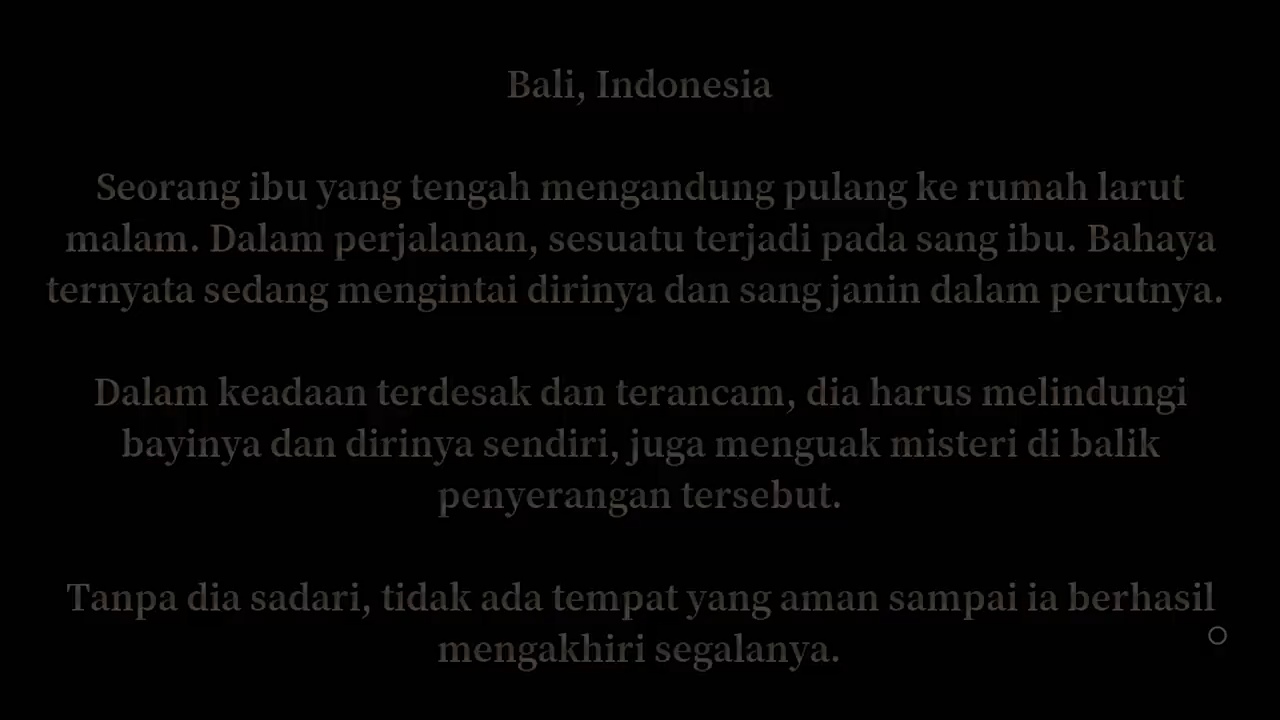 Bali, Indonesia
Seorang ibu yang tengah mengandung pulang ke rumah larut
malam. Dalam perjalanan, sesuatu terjadi pada sang ibu. Bahaya
ternyata sedang mengintai dirinya dan sang janin dalam perutnya.
Dalam keadaan terdesak dan terancam, dia harus melindungi
bayinya dan dirinya sendiri, juga menguak misteri di balik
penyerangan tersebut.
Tanpa dia sadari, tidak ada tempat yang aman sampai ia berhasil
mengakhiri segalanya.